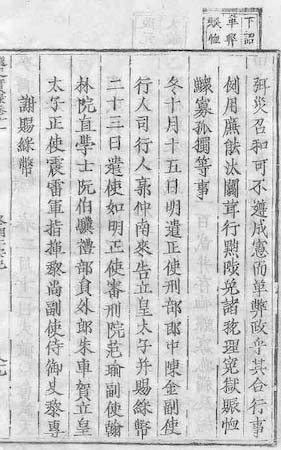 下詔
革弊
賑恤
弭災召和可不遵成憲而革弊政乎其合行事
例用廉飲汰闒茸行黜陟免諸稅理冤獄賑恤
鰥寡孤獨等事
冬十月十五日明遣正使刑部郎中陳金副使
行人司行人郭仲南來告立皇太子并賜綵幣
二十三日遣使如明正使審刑院范瑜副使翰
林院直學士阮伯驥禮部員外郎朱車賀立皇
太子正使震雷軍指揮黎尚副使侍御史黎專
謝賜綵幣